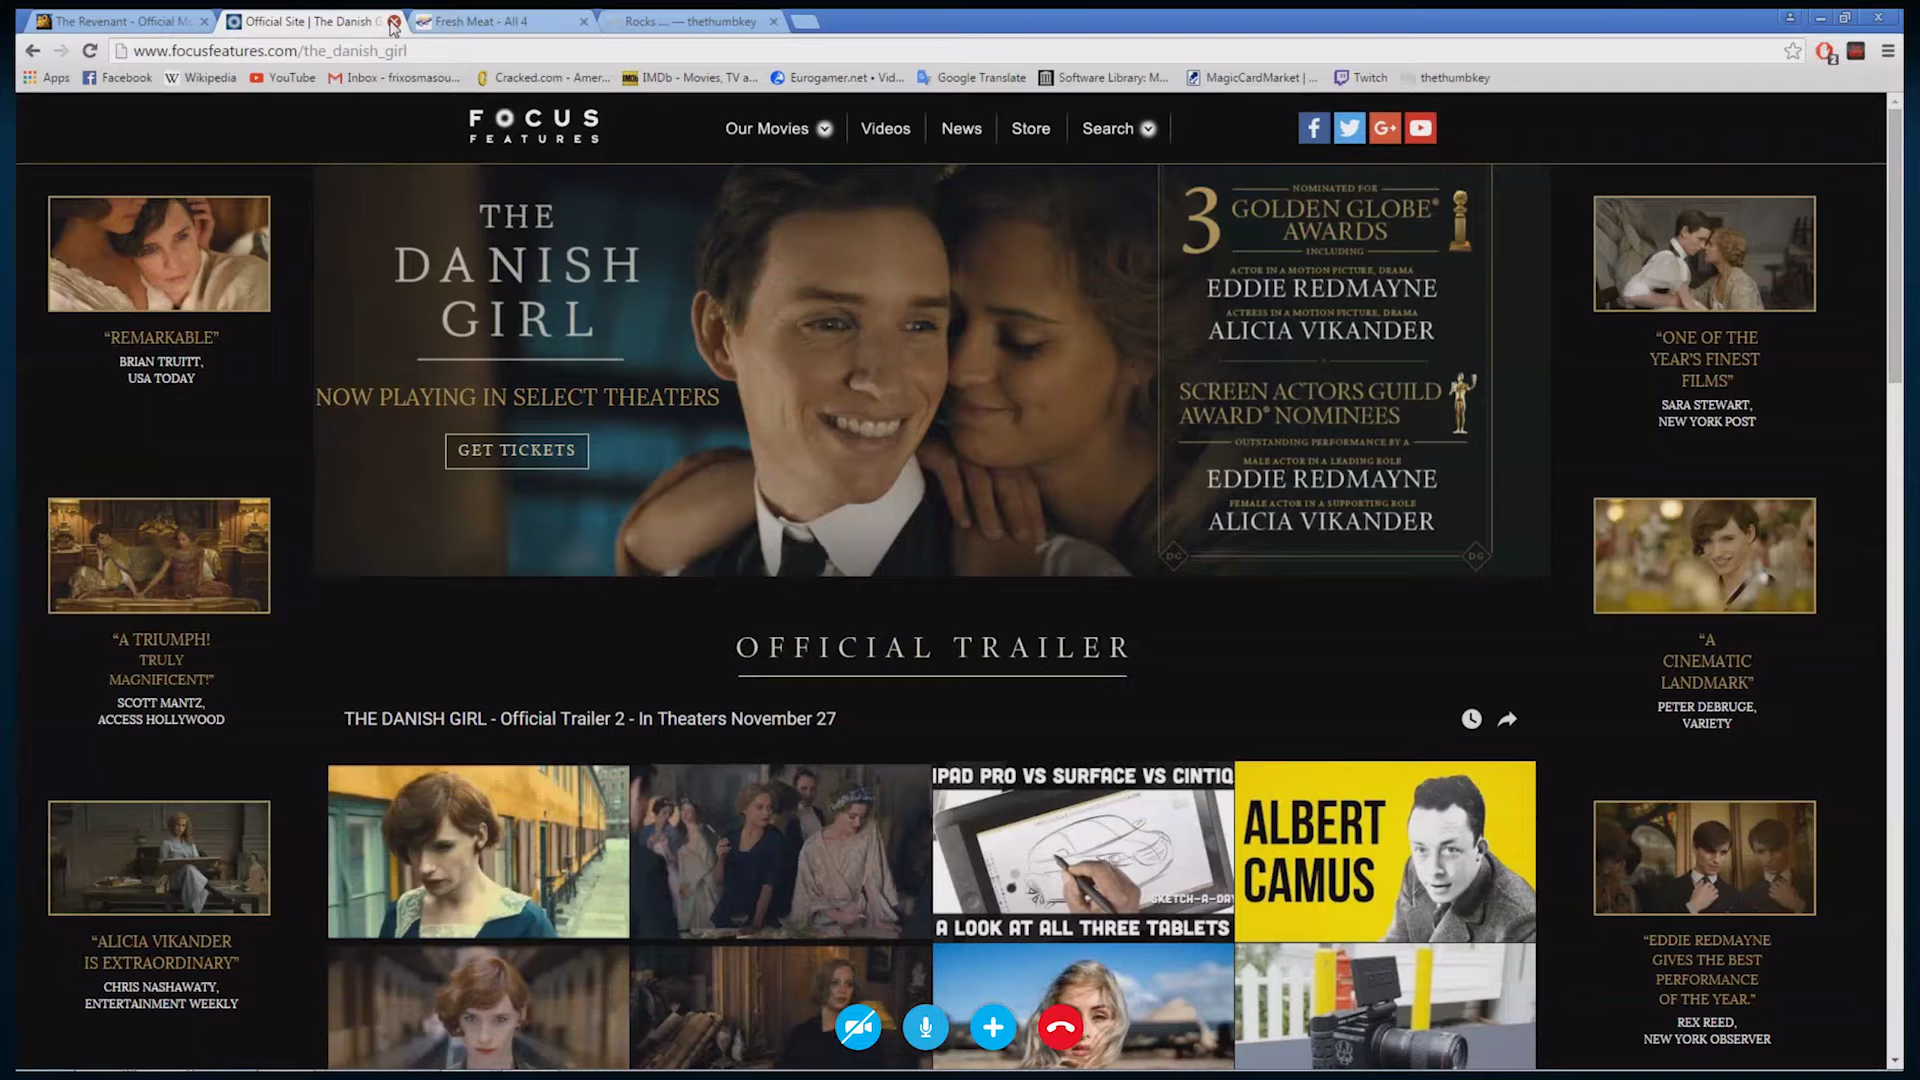 The Revenant - Official Mo
Official Site | The Danish G
Fresh Meat - All 4
Rocks ... — thethumbkey
www.focusfeatures.com/the_danish_girl
2
Apps
Facebook
Wikipedia
YouTube
Inbox - frixosmasou...
Cracked.com - Amer...
IMDb - Movies, TV a...
Eurogamer.net • Vid...
Google Translate
Software Library: M...
MagicCardMarket | ...
Twitch
thethumbkey
FOCUS
FEATURES
Our Movies
Videos
News
Store
Search
“REMARKABLE”
BRIAN TRUITT,
USA TODAY
“A TRIUMPH!
TRULY
MAGNIFICENT!”
SCOTT MANTZ,
ACCESS HOLLYWOOD
“ALICIA VIKANDER
IS EXTRAORDINARY”
CHRIS NASHAWATY,
ENTERTAINMENT WEEKLY
THE
DANISH
GIRL
NOW PLAYING IN SELECT THEATERS
GET TICKETS
3
NOMINATED FOR
GOLDEN GLOBE®
AWARDS
INCLUDING
ACTOR IN A MOTION PICTURE, DRAMA
EDDIE REDMAYNE
ACTRESS IN A MOTION PICTURE, DRAMA
ALICIA VIKANDER
SCREEN ACTORS GUILD
AWARD® NOMINEES
OUTSTANDING PERFORMANCE BY A
MALE ACTOR IN A LEADING ROLE
EDDIE REDMAYNE
FEMALE ACTOR IN A SUPPORTING ROLE
ALICIA VIKANDER
DG
DG
OFFICIAL TRAILER
THE DANISH GIRL - Official Trailer 2 - In Theaters November 27
IPAD PRO VS SURFACE VS CINTIQ
SKETCH-A-DAY
A LOOK AT ALL THREE TABLETS
ALBERT
CAMUS
“ONE OF THE
YEAR'S FINEST
FILMS”
SARA STEWART,
NEW YORK POST
“A
CINEMATIC
LANDMARK”
PETER DEBRUGE,
VARIETY
“EDDIE REDMAYNE
GIVES THE BEST
PERFORMANCE
OF THE YEAR.”
REX REED,
NEW YORK OBSERVER